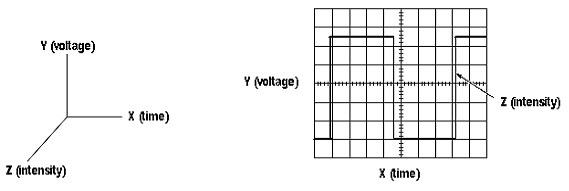 Y (voltage)
X (time)
Z (intensity)
Y (voltage)
Z (intensity)
X (time)